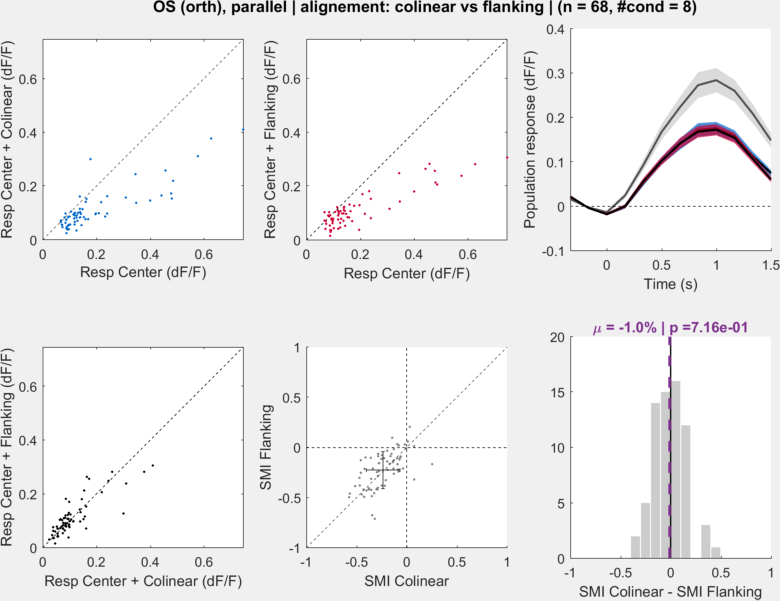 OS (orth), parallel | alignement: colinear vs flanking | (n = 68, #cond = 8)
Resp Center + Colinear (dF/F)
0.6
0.4
0.2
0
0 0.2 0.4 0.6
Resp Center (dF/F)
Resp Center + Flanking (dF/F)
0.6
0.4
0.2
0
0 0.2 0.4 0.6
Resp Center (dF/F)
Population response (dF/F)
0.4
0.3
0.2
0.1
0
-0.1
0 0.5 1 1.5
Time (s)
Resp Center + Flanking (dF/F)
0.6
0.4
0.2
0
0 0.2 0.4 0.6
Resp Center + Colinear (dF/F)
SMI Flanking
1
0.5
0
-0.5
-1
-1 -0.5 0 0.5 1
SMI Colinear
μ = -1.0% | p =7.16e-01
20
15
10
5
0
-1 -0.5 0 0.5 1
SMI Colinear - SMI Flanking